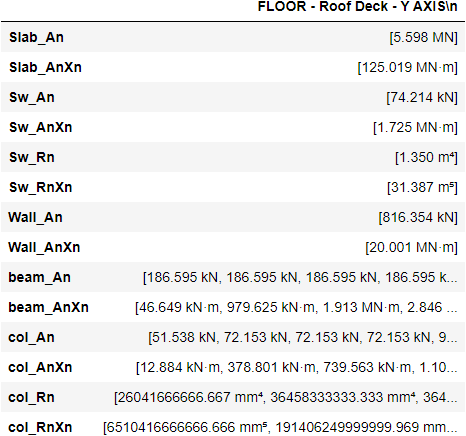 FLOOR - Roof Deck - Y AXIS\n
Slab_An [5.598 MN]
Slab_AnXn [125.019 MN·m]
Sw_An [74.214 kN]
Sw_AnXn [1.725 MN·m]
Sw_Rn [1.350 m⁴]
Sw_RnXn [31.387 m⁵]
Wall_An [816.354 kN]
Wall_AnXn [20.001 MN·m]
beam_An [186.595 kN, 186.595 kN, 186.595 kN, 186.595 k...
beam_AnXn [46.649 kN·m, 979.625 kN·m, 1.913 MN·m, 2.846 ...
col_An [51.538 kN, 72.153 kN, 72.153 kN, 72.153 kN, 9...
col_AnXn [12.884 kN·m, 378.801 kN·m, 739.563 kN·m, 1.10...
col_Rn [26041666666.667 mm⁴, 36458333333.333 mm⁴, 364...
col_RnXn [6510416666666.666 mm⁵, 191406249999999.969 mm...